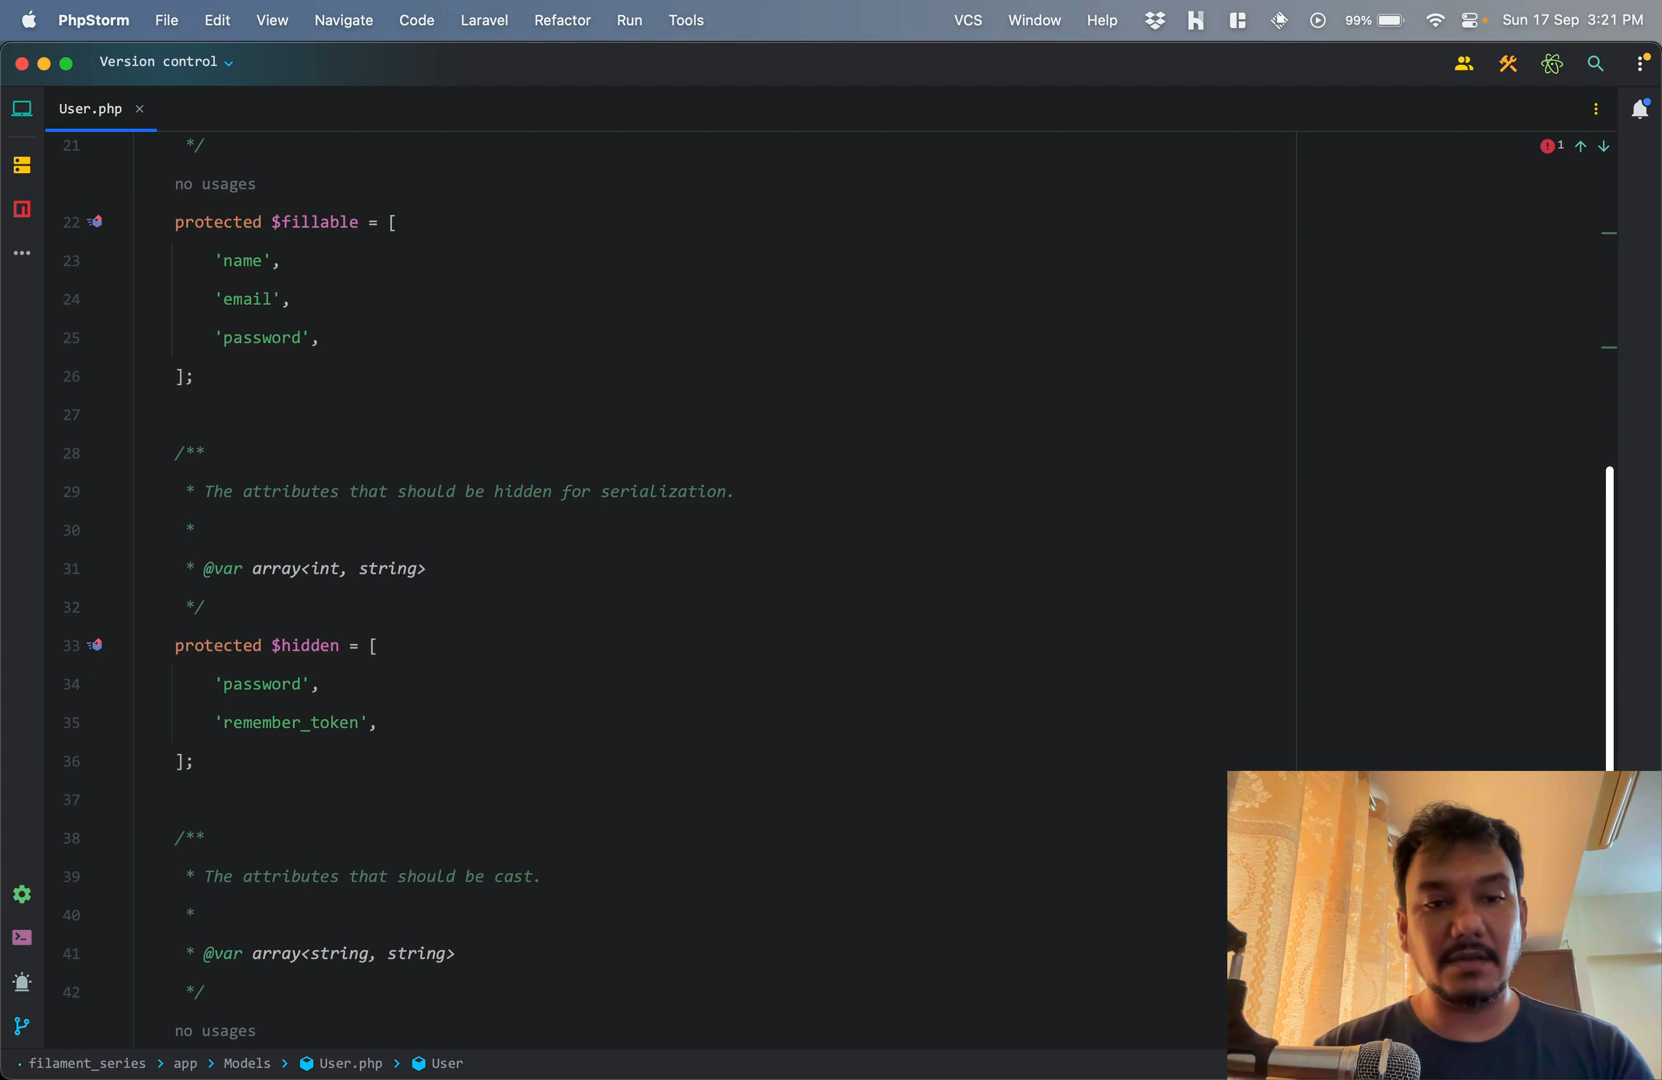 PhpStorm File Edit View Navigate Code Laravel Refactor Run Tools VCS Window Help 99% Sun 17 Sep 3:21 PM
Version control
User.php
21 */
1
no usages
22 protected $fillable = [
23 'name',
24 'email',
25 'password',
26 ];
27
28 /**
29 * The attributes that should be hidden for serialization.
30 *
31 * @var array<int, string>
32 */
33 protected $hidden = [
34 'password',
35 'remember_token',
36 ];
37
38 /**
39 * The attributes that should be cast.
40 *
41 * @var array<string, string>
42 */
no usages
filament_series > app > Models > User.php > User